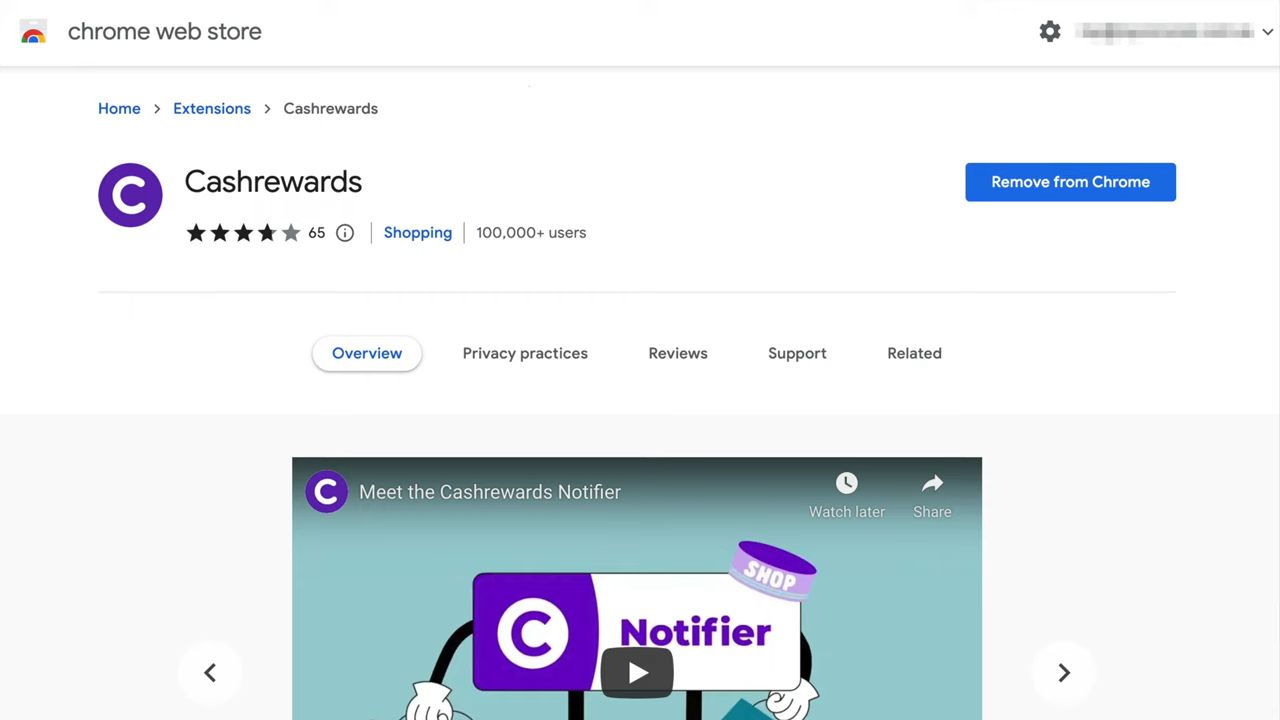 chrome web store
Home > Extensions > Cashrewards
C
Cashrewards
Remove from Chrome
65 | Shopping | 100,000+ users
Overview Privacy practices Reviews Support Related
C Meet the Cashrewards Notifier
Watch later Share
SHOP
C Notifier